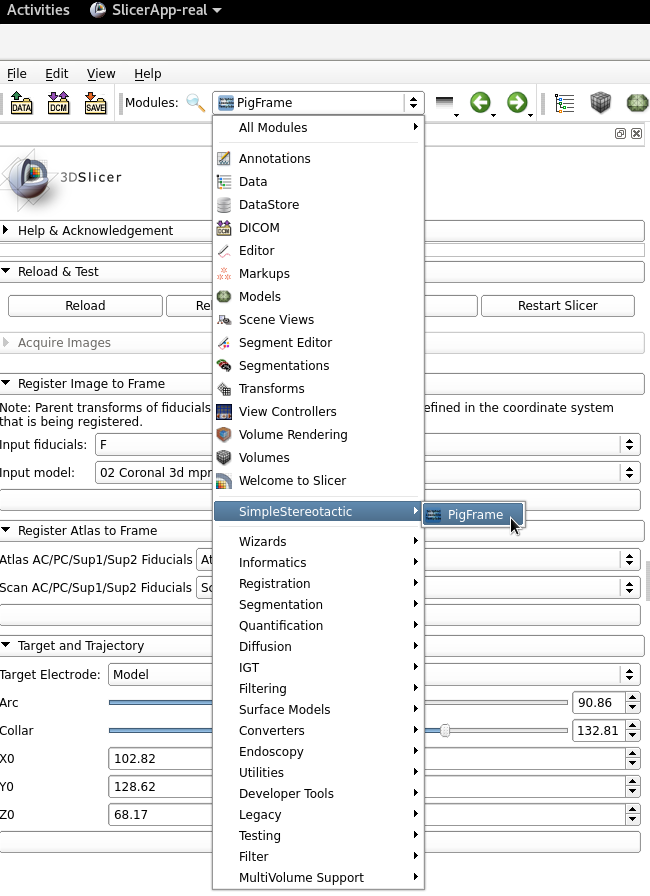 Activities SlicerApp-real
File Edit View Help
DATA DCM SAVE Modules: PigFrame
All Modules
3DSlicer
Annotations
Data
DataStore
DCM DICOM
Editor
Markups
Models
Scene Views
Segment Editor
Segmentations
Transforms
View Controllers
Volume Rendering
Volumes
Welcome to Slicer
SimpleStereotactic
PigFrame
Wizards
Informatics
Registration
Segmentation
Quantification
Diffusion
IGT
Filtering
Surface Models
Converters
Endoscopy
Utilities
Developer Tools
Legacy
Testing
Filter
MultiVolume Support
Help & Acknowledgement
Reload & Test
Reload Re Restart Slicer
Acquire Images
Register Image to Frame
Note: Parent transforms of fiducials efined in the coordinate system
that is being registered.
Input fiducials: F
Input model: 02 Coronal 3d mpr
Register Atlas to Frame
Atlas AC/PC/Sup1/Sup2 Fiducials At
Scan AC/PC/Sup1/Sup2 Fiducials Sc
Target and Trajectory
Target Electrode: Model
Arc 90.86
Collar 132.81
X0 102.82
Y0 128.62
Z0 68.17